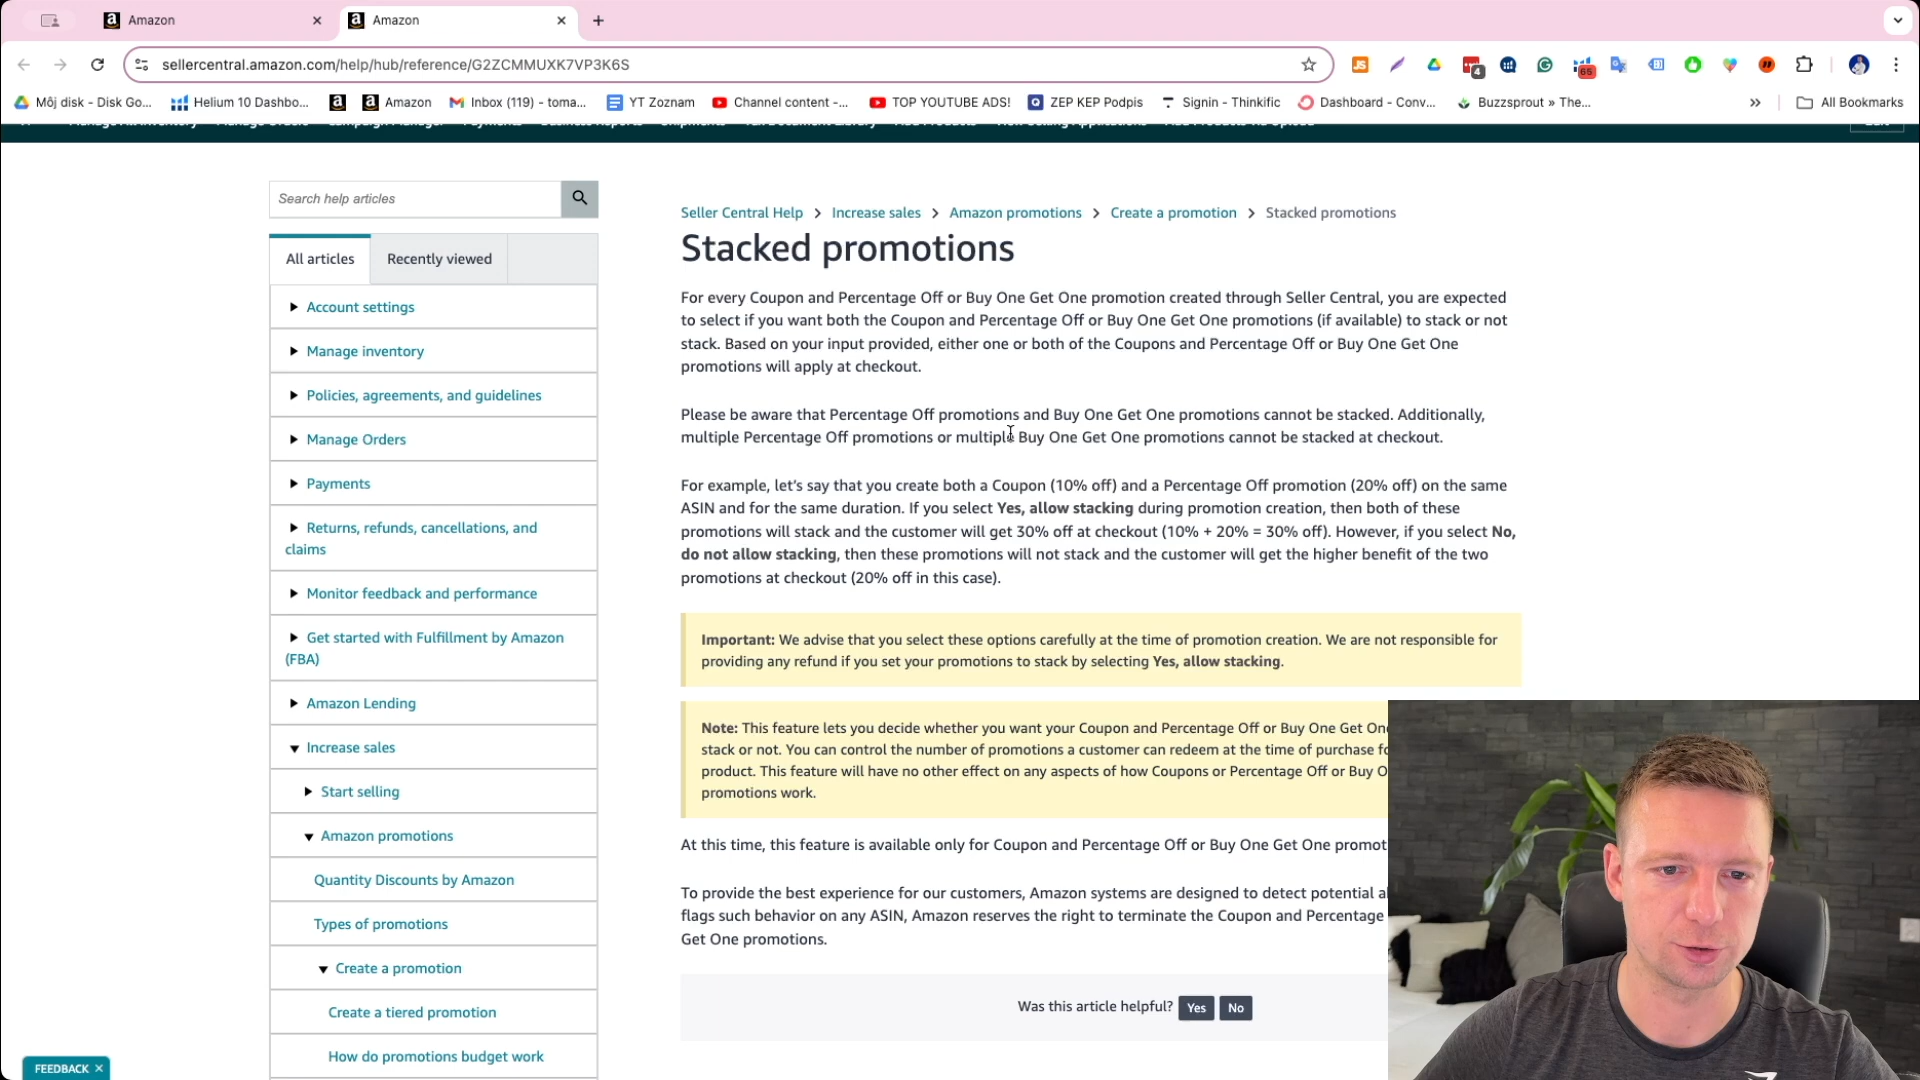 Amazon
Amazon
sellercentral.amazon.com/help/hub/reference/G2ZCMMUXK7VP3K6S
4
65
Môj disk - Disk Go...
Helium 10 Dashbo...
Amazon
Inbox (119) - toma...
YT Zoznam
Channel content -...
TOP YOUTUBE ADS!
ZEP KEP Podpis
Signin - Thinkific
Dashboard - Conv...
Buzzsprout » The...
All Bookmarks
Search help articles
All articles
Recently viewed
Account settings
Manage inventory
Policies, agreements, and guidelines
Manage Orders
Payments
Returns, refunds, cancellations, and
claims
Monitor feedback and performance
Get started with Fulfillment by Amazon
(FBA)
Amazon Lending
Increase sales
Start selling
Amazon promotions
Quantity Discounts by Amazon
Types of promotions
Create a promotion
Create a tiered promotion
How do promotions budget work
FEEDBACK ×
Seller Central Help > Increase sales > Amazon promotions > Create a promotion > Stacked promotions
Stacked promotions
For every Coupon and Percentage Off or Buy One Get One promotion created through Seller Central, you are expected
to select if you want both the Coupon and Percentage Off or Buy One Get One promotions (if available) to stack or not
stack. Based on your input provided, either one or both of the Coupons and Percentage Off or Buy One Get One
promotions will apply at checkout.
Please be aware that Percentage Off promotions and Buy One Get One promotions cannot be stacked. Additionally,
multiple Percentage Off promotions or multiple Buy One Get One promotions cannot be stacked at checkout.
For example, let's say that you create both a Coupon (10% off) and a Percentage Off promotion (20% off) on the same
ASIN and for the same duration. If you select Yes, allow stacking during promotion creation, then both of these
promotions will stack and the customer will get 30% off at checkout (10% + 20% = 30% off). However, if you select No,
do not allow stacking, then these promotions will not stack and the customer will get the higher benefit of the two
promotions at checkout (20% off in this case).
Important: We advise that you select these options carefully at the time of promotion creation. We are not responsible for
providing any refund if you set your promotions to stack by selecting Yes, allow stacking.
Note: This feature lets you decide whether you want your Coupon and Percentage Off or Buy One Get On
stack or not. You can control the number of promotions a customer can redeem at the time of purchase fo
product. This feature will have no other effect on any aspects of how Coupons or Percentage Off or Buy O
promotions work.
At this time, this feature is available only for Coupon and Percentage Off or Buy One Get One promot
To provide the best experience for our customers, Amazon systems are designed to detect potential a
flags such behavior on any ASIN, Amazon reserves the right to terminate the Coupon and Percentage
Get One promotions.
Was this article helpful? Yes No